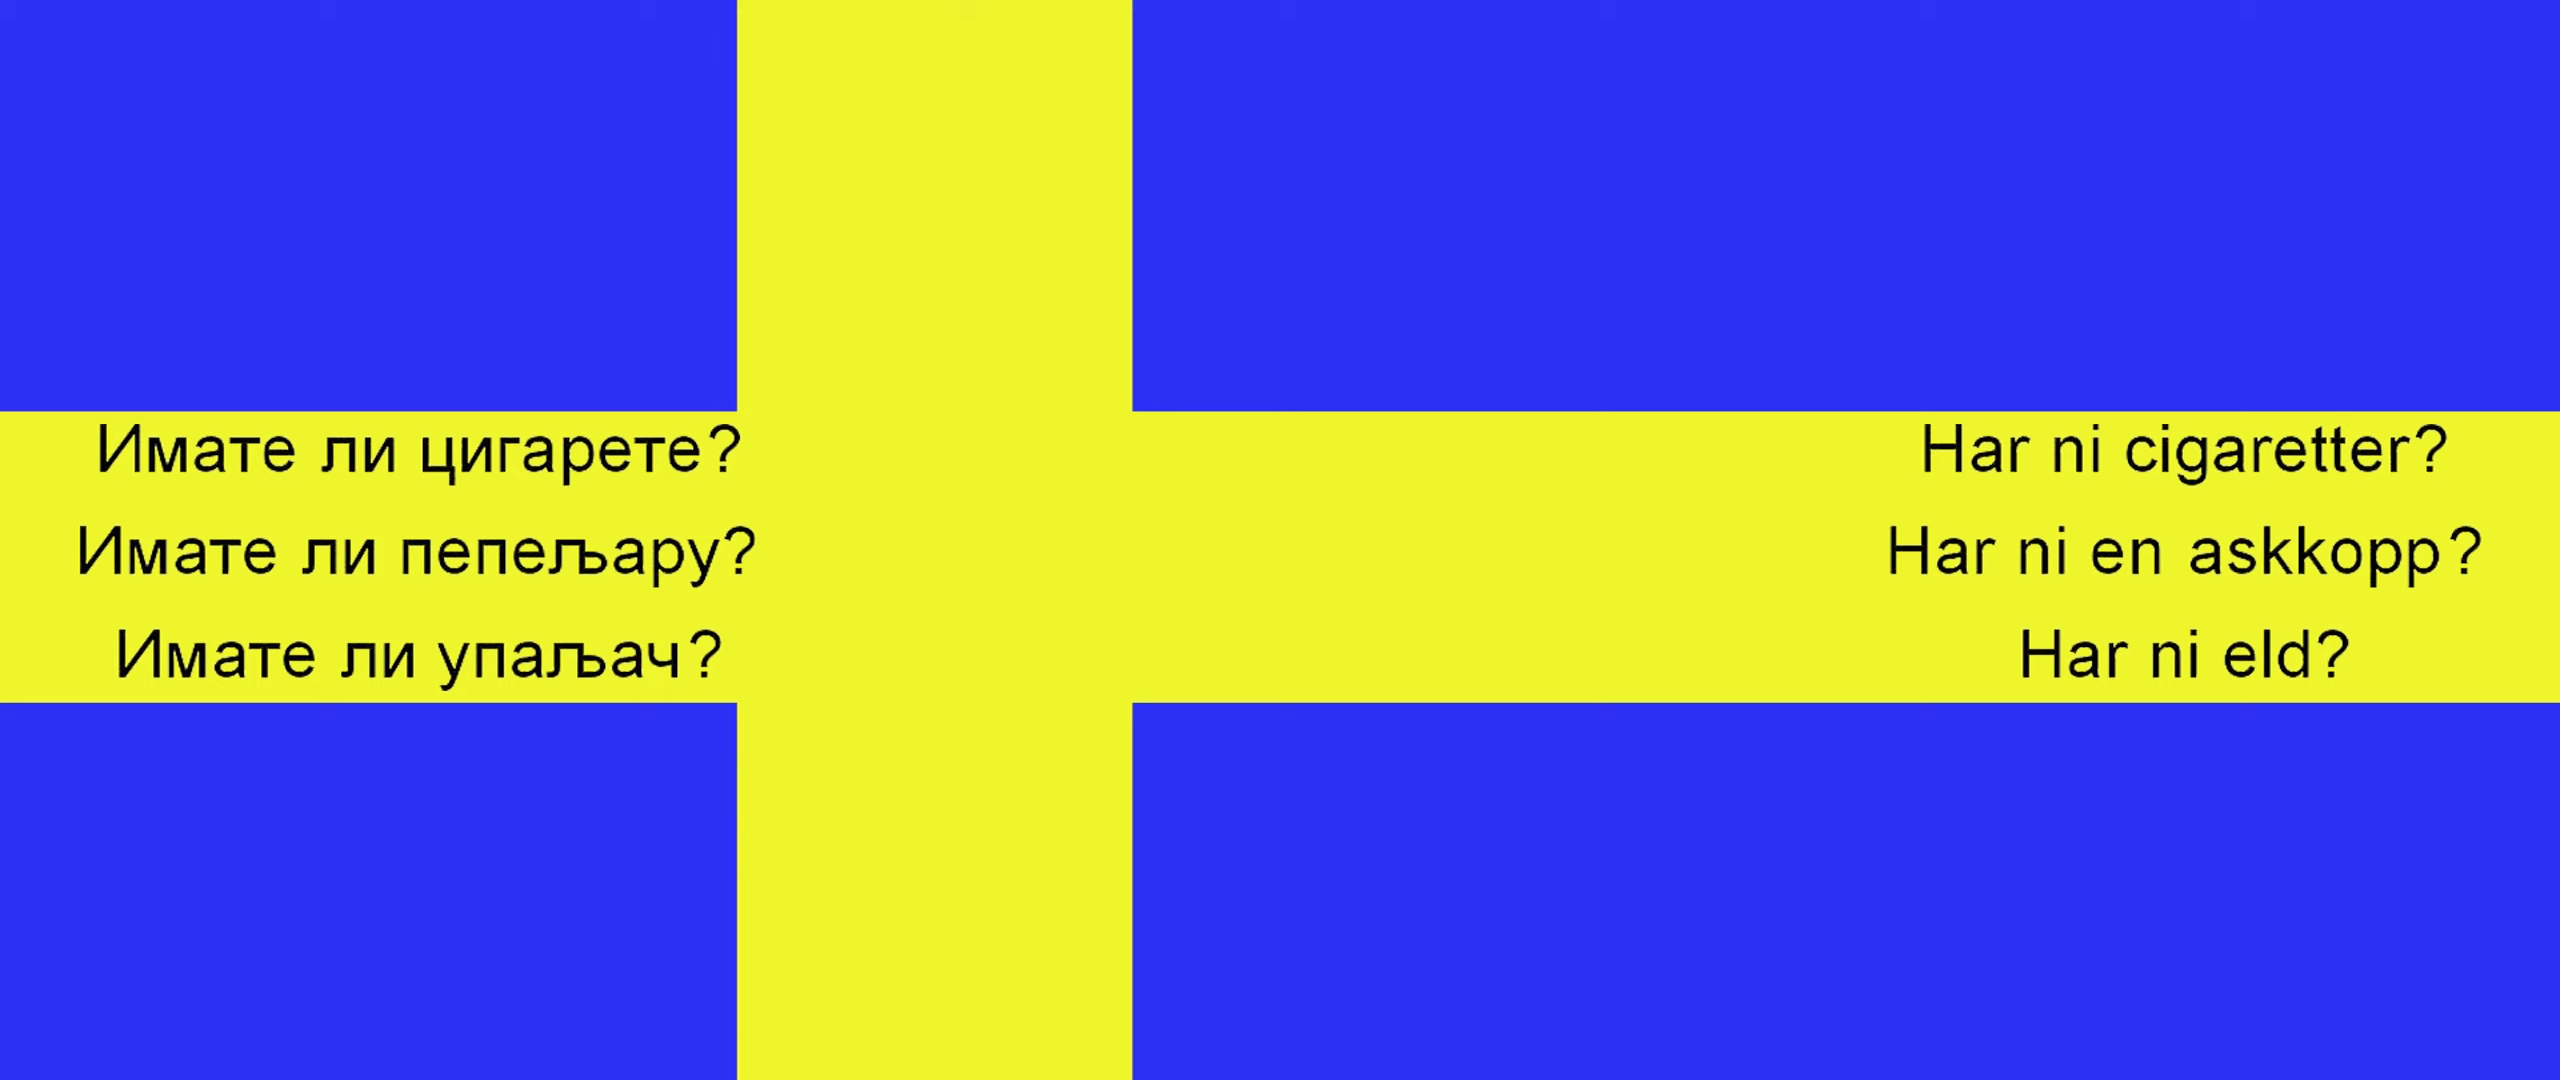 Имате ли цигарете?
Har ni cigaretter?
Имате ли пепељару?
Har ni en askkopp?
Имате ли упаљач?
Har ni eld?